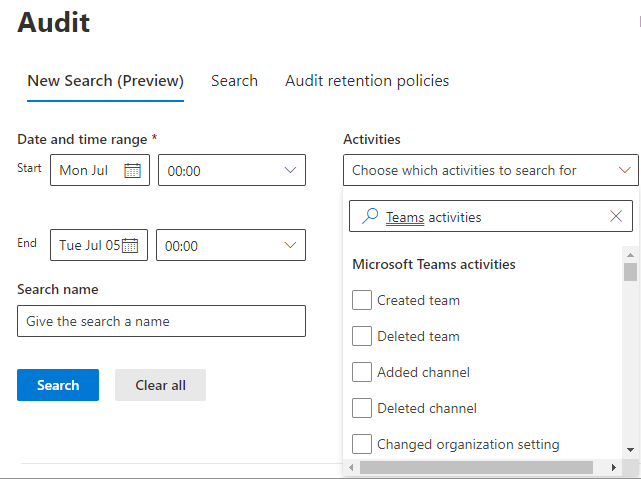 Audit
New Search (Preview) Search Audit retention policies
Date and time range *
Start Mon Jul 00:00
End Tue Jul 05 00:00
Search name
Give the search a name
Search Clear all
Activities
Choose which activities to search for
Teams activities
Microsoft Teams activities
Created team
Deleted team
Added channel
Deleted channel
Changed organization setting